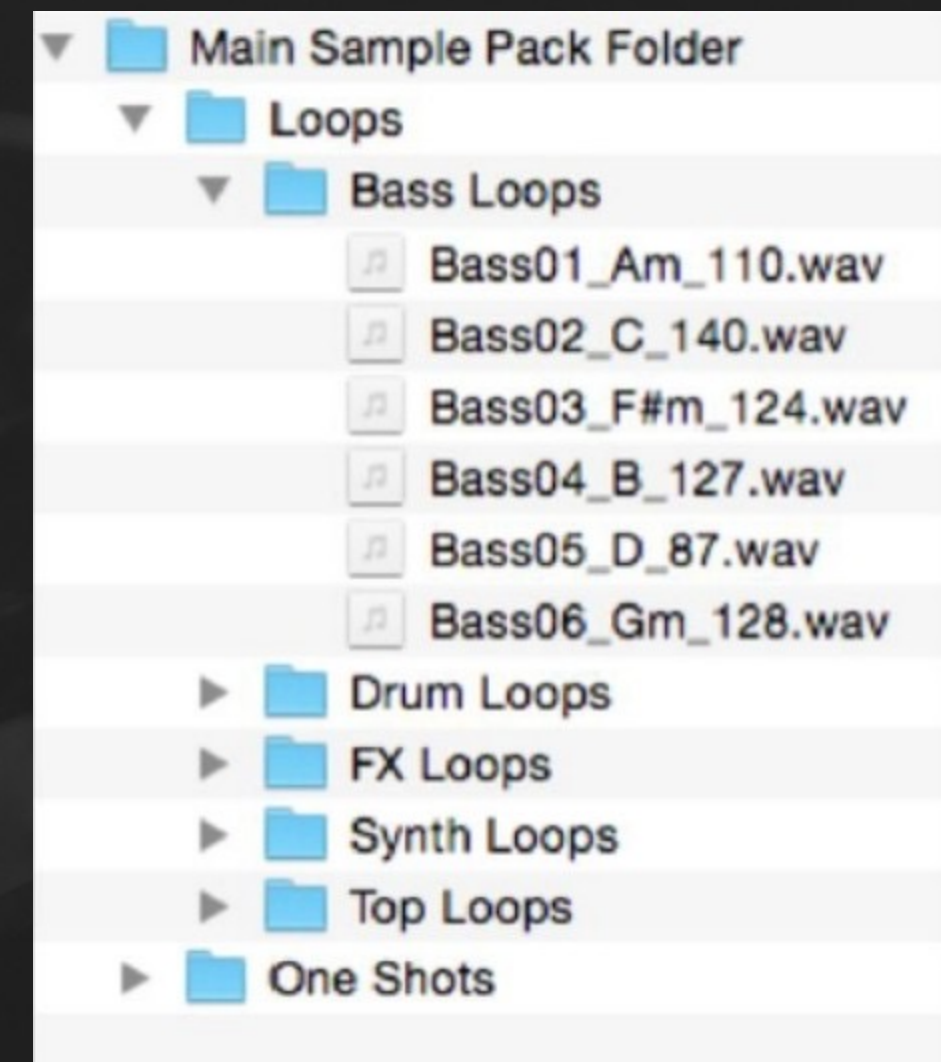 Main Sample Pack Folder
Loops
Bass Loops
Bass01_Am_110.wav
Bass02_C_140.wav
Bass03_F#m_124.wav
Bass04_B_127.wav
Bass05_D_87.wav
Bass06_Gm_128.wav
Drum Loops
FX Loops
Synth Loops
Top Loops
One Shots